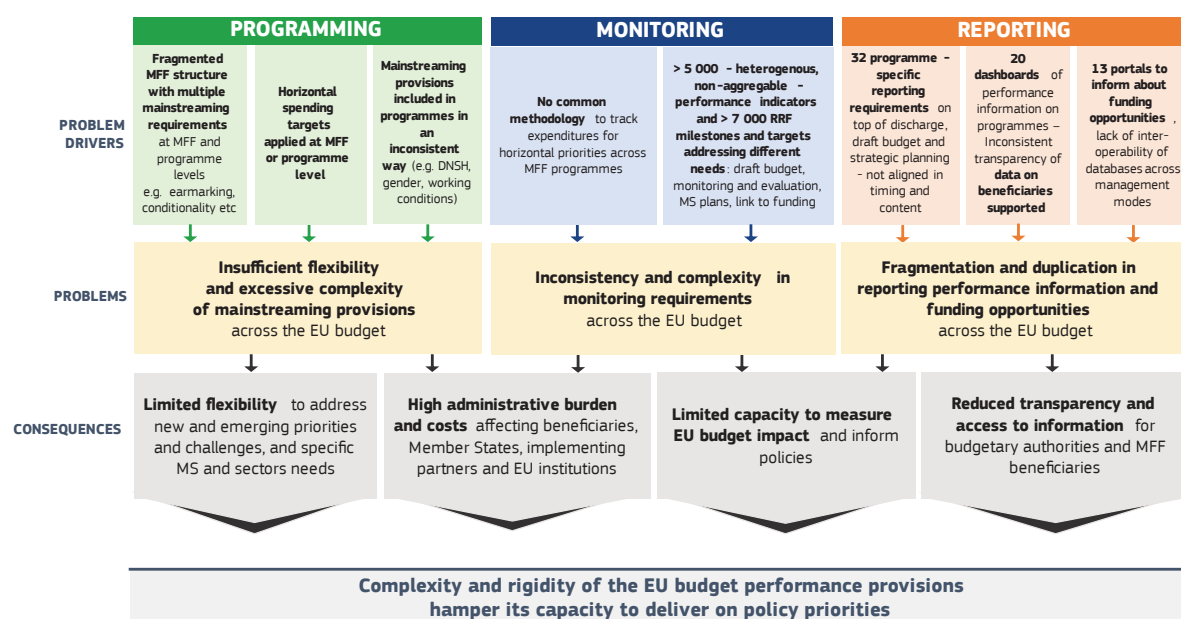 PROGRAMMING
MONITORING
REPORTING
PROBLEM
DRIVERS
Fragmented
MFF structure
with multiple
mainstreaming
requirements
at MFF and
programme
levels
e.g. earmarking,
conditionality etc
Horizontal
spending
targets
applied at MFF
or programme
level
Mainstreaming
provisions
included in
programmes in
an
inconsistent
way (e.g. DNSH,
gender, working
conditions)
No common
methodology to track
expenditures for
horizontal priorities across
MFF programmes
> 5 000 - heterogenous,
non-aggregable -
performance indicators
and > 7 000 RRF
milestones and targets
addressing different
needs: draft budget,
monitoring and evaluation,
MS plans, link to funding
32 programme -
specific
reporting
requirements on
top of discharge,
draft budget and
strategic planning
- not aligned in
timing and
content
20
dashboards of
performance
information on
programmes –
Inconsistent
transparency of
data on
beneficiaries
supported
13 portals to
inform about
funding
opportunities ,
lack of inter-
operability of
databases across
management
modes
PROBLEMS
Insufficient flexibility
and excessive complexity
of mainstreaming provisions
across the EU budget
Inconsistency and complexity in
monitoring requirements
across the EU budget
Fragmentation and duplication in
reporting performance information and
funding opportunities
across the EU budget
CONSEQUENCES
Limited flexibility to address
new and emerging priorities
and challenges, and specific
MS and sectors needs
High administrative burden
and costs affecting beneficiaries,
Member States, implementing
partners and EU institutions
Limited capacity to measure
EU budget impact and inform
policies
Reduced transparency and
access to information for
budgetary authorities and MFF
beneficiaries
Complexity and rigidity of the EU budget performance provisions
hamper its capacity to deliver on policy priorities